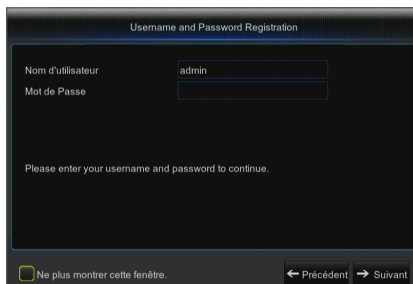 Username and Password Registration
Nom d'utilisateur admin
Mot de Passe
Please enter your username and password to continue.
Ne plus montrer cette fenêtre. ← Précédent → Suivant